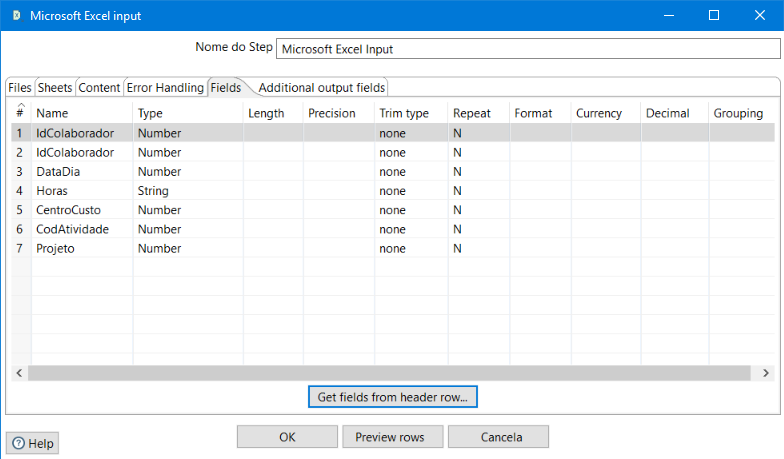 Microsoft Excel input
Nome do Step Microsoft Excel Input
Files Sheets Content Error Handling Fields Additional output fields
# Name Type Length Precision Trim type Repeat Format Currency Decimal Grouping
1 IdColaborador Number none N
2 IdColaborador Number none N
3 DataDia Number none N
4 Horas String none N
5 CentroCusto Number none N
6 CodAtividade Number none N
7 Projeto Number none N
Get fields from header row...
Help OK Preview rows Cancela